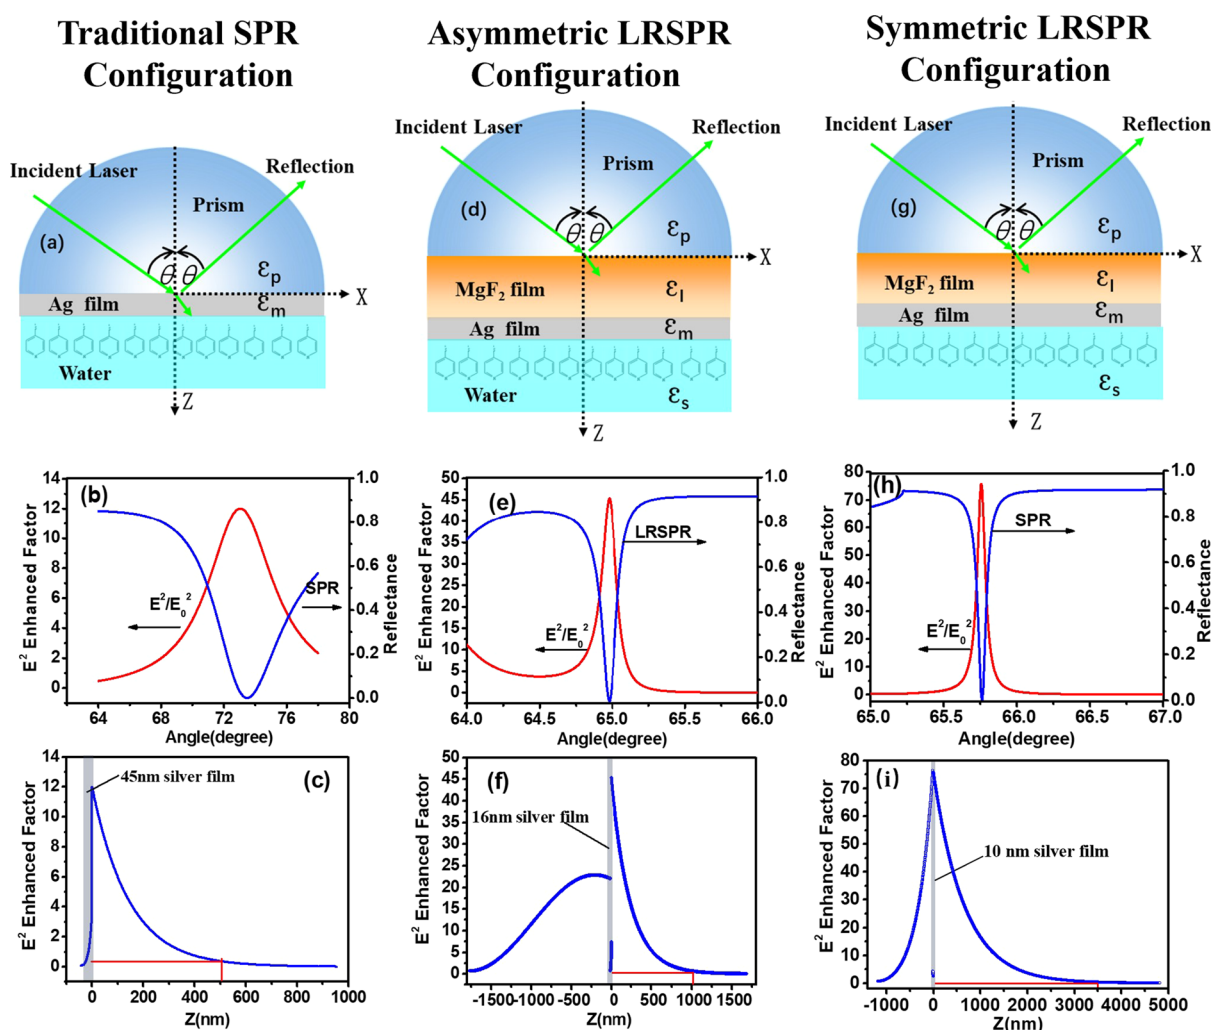 Traditional SPR
Configuration
Asymmetric LRSPR
Configuration
Symmetric LRSPR
Configuration
Incident Laser
Reflection
Prism
(a)
θ θ
εp
X
Ag film
εm
Water
Z
Incident Laser
Reflection
Prism
(d)
θ θ
εp
X
MgF2 film
εl
Ag film
εm
Water
εs
Z
Incident Laser
Reflection
Prism
(g)
θ θ
εp
X
MgF2 film
εl
Ag film
εm
εs
Z
(b)
E2 Enhanced Factor
14
12
10
8
6
4
2
0
1.0
0.8
0.6
0.4
0.2
0.0
Reflectance
SPR
E2/E02
64 68 72 76 80
Angle(degree)
(e)
E2 Enhanced Factor
50
45
40
35
30
25
20
15
10
5
0
1.0
0.8
0.6
0.4
0.2
0.0
Reflectance
LRSPR
E2/E02
64.0 64.5 65.0 65.5 66.0
Angle(degree)
(h)
E2 Enhanced Factor
80
70
60
50
40
30
20
10
0
1.0
0.8
0.6
0.4
0.2
0.0
Reflectance
SPR
E2/E02
65.0 65.5 66.0 66.5 67.0
Angle(degree)
(c)
E2 Enhanced Factor
14
12
10
8
6
4
2
0
45nm silver film
0 200 400 600 800 1000
Z(nm)
(f)
E2 Enhanced Factor
50
45
40
35
30
25
20
15
10
5
0
16nm silver film
-1500 -1000 -500 0 500 1000 1500
Z(nm)
(i)
E2 Enhanced Factor
80
70
60
50
40
30
20
10
0
10 nm silver film
-1000 0 1000 2000 3000 4000 5000
Z(nm)